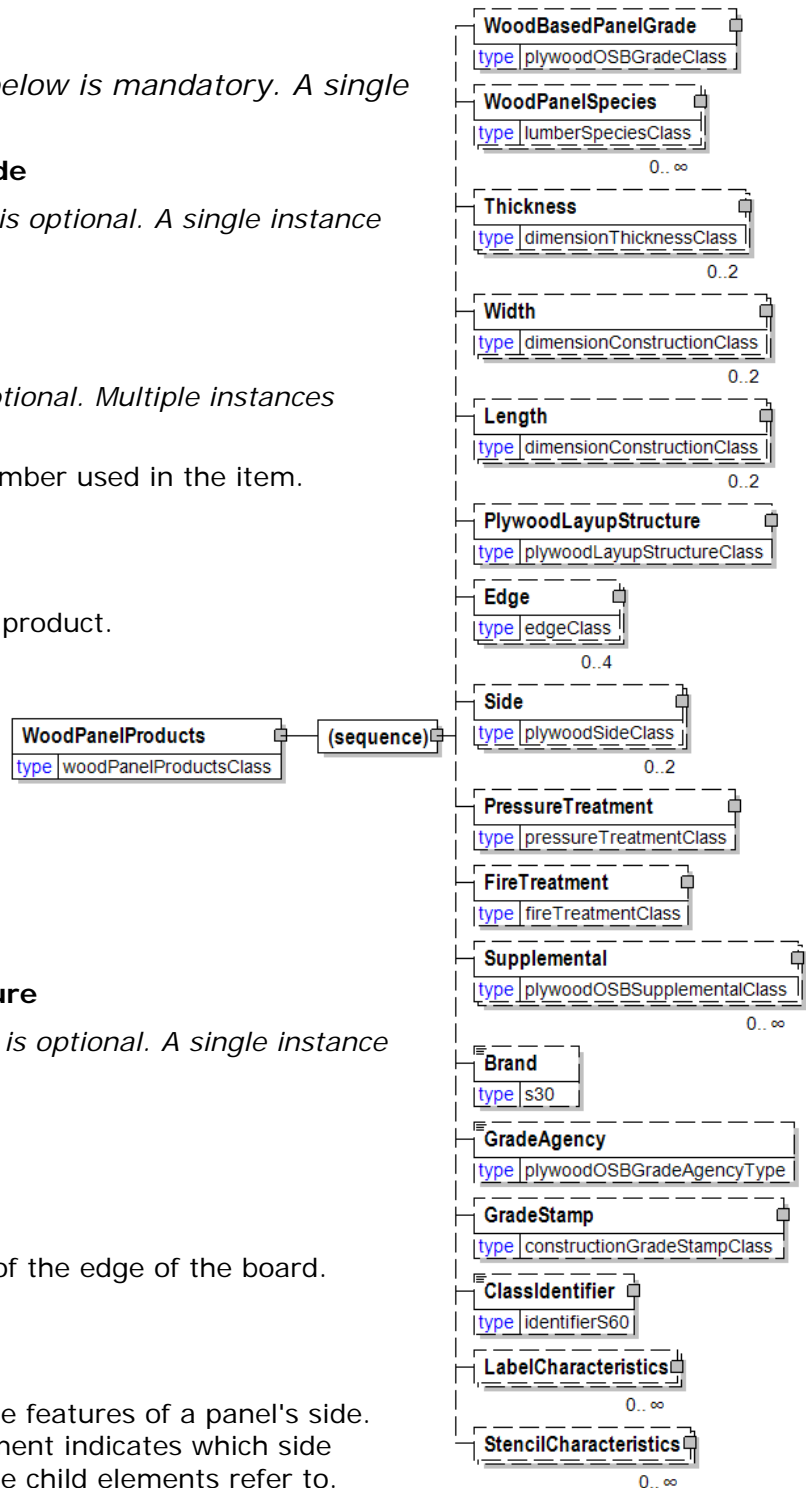 elow is mandatory. A single
de
is optional. A single instance
otional. Multiple instances
mber used in the item.
product.
ure
is optional. A single instance
of the edge of the board.
e features of a panel's side.
ment indicates which side
e child elements refer to.
WoodPanelProducts
type woodPanelProductsClass
(sequence)
WoodBasedPanelGrade
type plywoodOSBGradeClass
WoodPanelSpecies
type lumberSpeciesClass
0.. ∞
Thickness
type dimensionThicknessClass
0..2
Width
type dimensionConstructionClass
0..2
Length
type dimensionConstructionClass
0..2
PlywoodLayupStructure
type plywoodLayupStructureClass
Edge
type edgeClass
0..4
Side
type plywoodSideClass
0..2
PressureTreatment
type pressureTreatmentClass
FireTreatment
type fireTreatmentClass
Supplemental
type plywoodOSBSupplementalClass
0.. ∞
Brand
type s30
GradeAgency
type plywoodOSBGradeAgencyType
GradeStamp
type constructionGradeStampClass
ClassIdentifier
type identifierS60
LabelCharacteristics
0.. ∞
StencilCharacteristics
0.. ∞